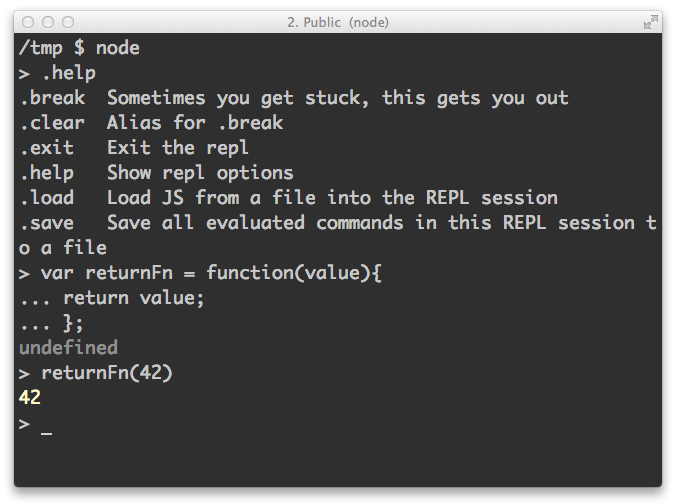 2. Public (node)
/tmp $ node
> .help
.break  Sometimes you get stuck, this gets you out
.clear  Alias for .break
.exit   Exit the repl
.help   Show repl options
.load   Load JS from a file into the REPL session
.save   Save all evaluated commands in this REPL session t
o a file
> var returnFn = function(value){
... return value;
... };
undefined
> returnFn(42)
42
> _